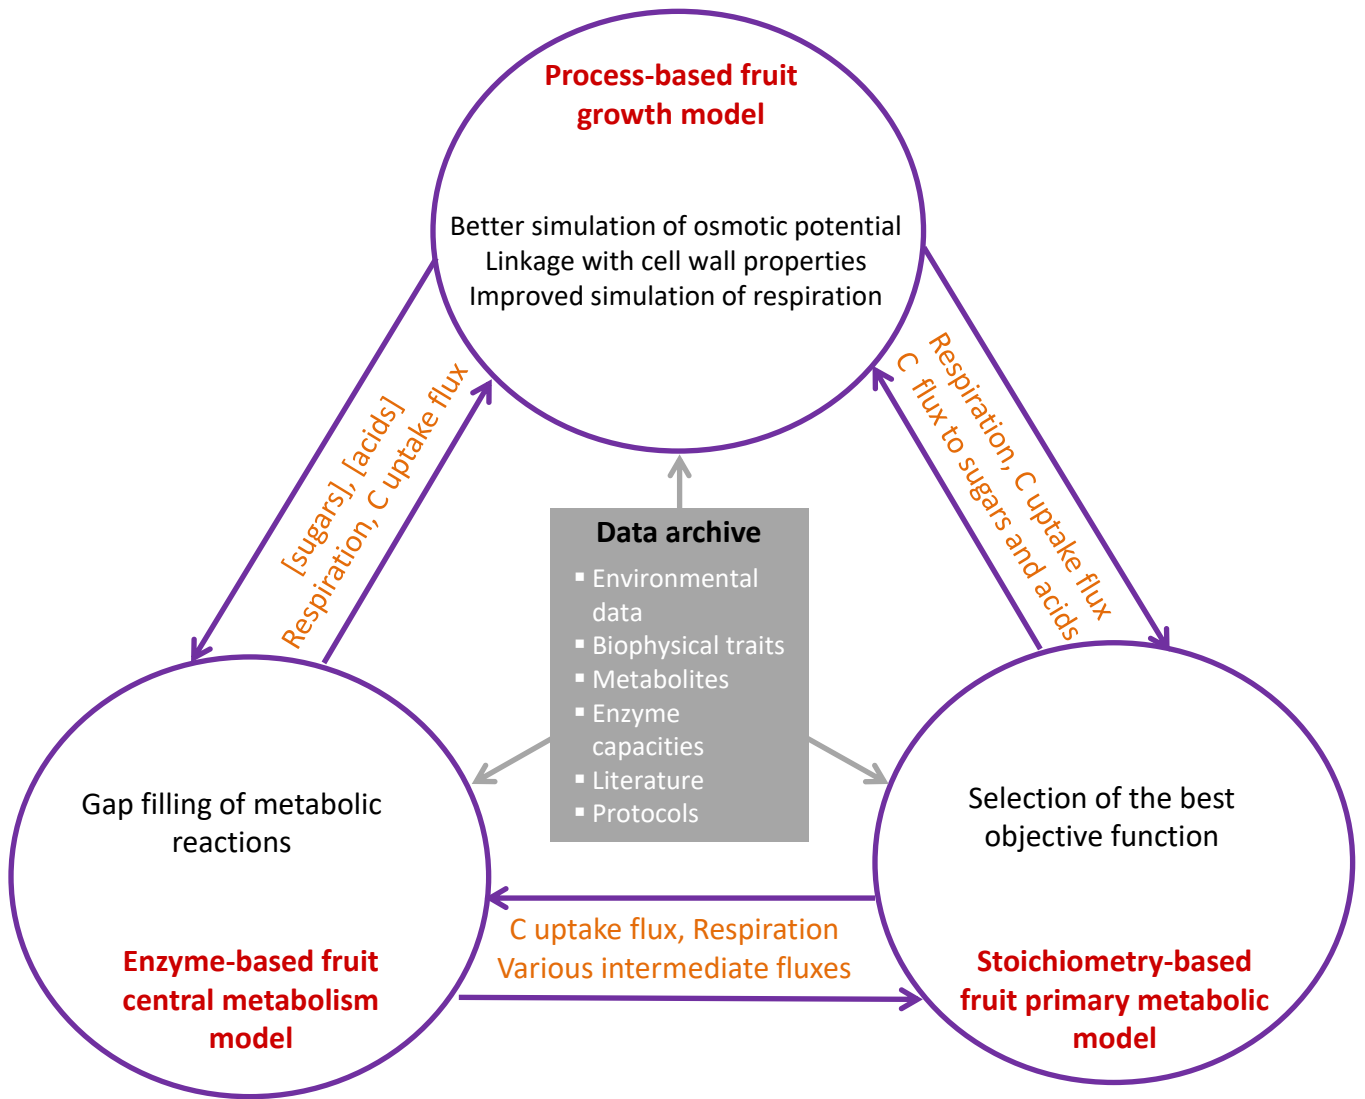 Process-based fruit
growth model
Better simulation of osmotic potential
Linkage with cell wall properties
Improved simulation of respiration
[sugars], [acids]
Respiration, C uptake flux
Respiration, C uptake flux
C flux to sugars and acids
Data archive
▪ Environmental
data
▪ Biophysical traits
▪ Metabolites
▪ Enzyme
capacities
▪ Literature
▪ Protocols
Gap filling of metabolic
reactions
Enzyme-based fruit
central metabolism
model
C uptake flux, Respiration
Various intermediate fluxes
Selection of the best
objective function
Stoichiometry-based
fruit primary metabolic
model